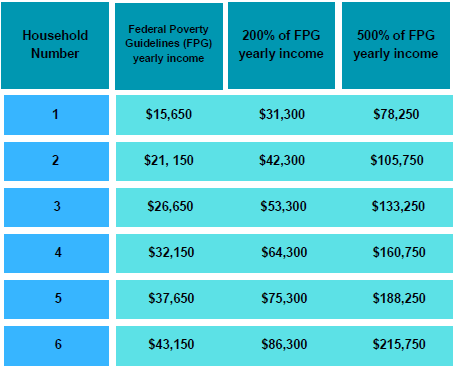 Household Number | Federal Poverty Guidelines (FPG) yearly income | 200% of FPG yearly income | 500% of FPG yearly income
1 | $15,650 | $31,300 | $78,250
2 | $21, 150 | $42,300 | $105,750
3 | $26,650 | $53,300 | $133,250
4 | $32,150 | $64,300 | $160,750
5 | $37,650 | $75,300 | $188,250
6 | $43,150 | $86,300 | $215,750